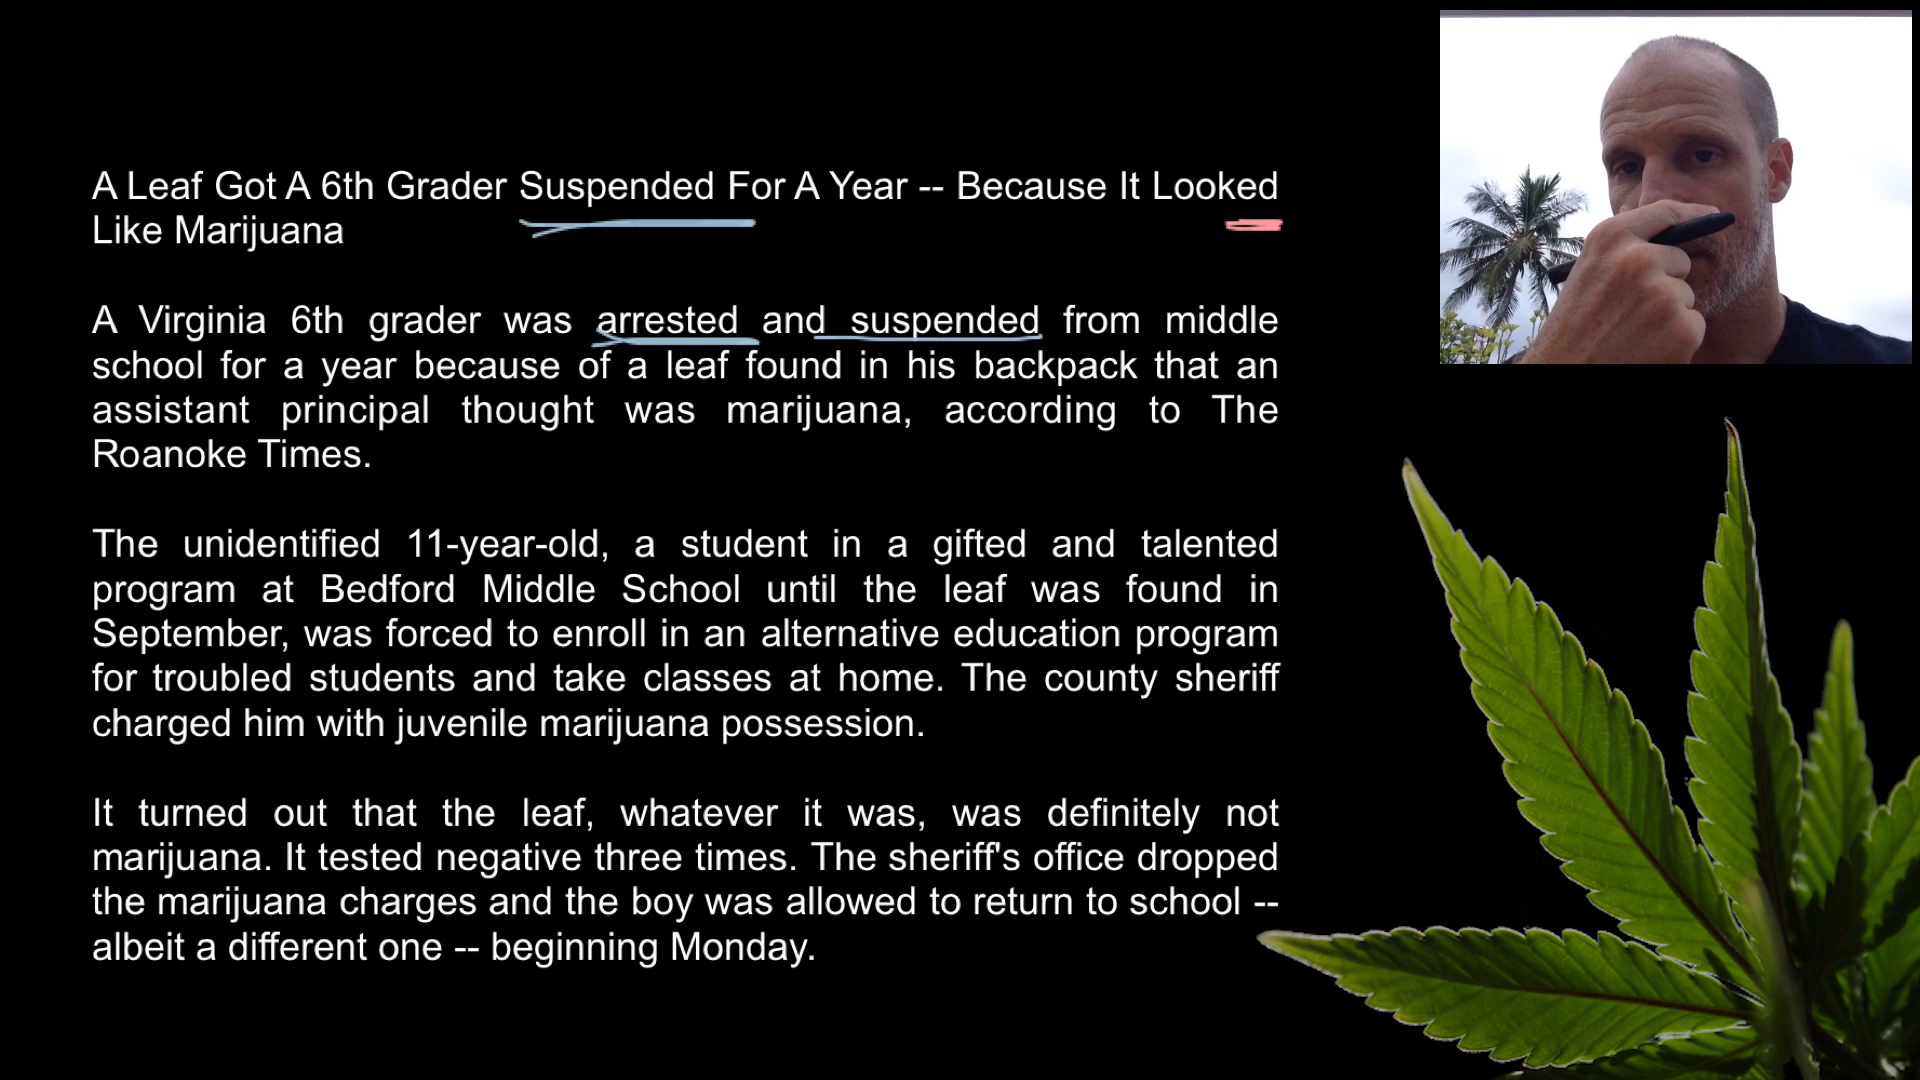 A Leaf Got A 6th Grader Suspended For A Year -- Because It Looked
Like Marijuana
A Virginia 6th grader was arrested and suspended from middle
school for a year because of a leaf found in his backpack that an
assistant principal thought was marijuana, according to The
Roanoke Times.
The unidentified 11-year-old, a student in a gifted and talented
program at Bedford Middle School until the leaf was found in
September, was forced to enroll in an alternative education program
for troubled students and take classes at home. The county sheriff
charged him with juvenile marijuana possession.
It turned out that the leaf, whatever it was, was definitely not
marijuana. It tested negative three times. The sheriff's office dropped
the marijuana charges and the boy was allowed to return to school --
albeit a different one -- beginning Monday.